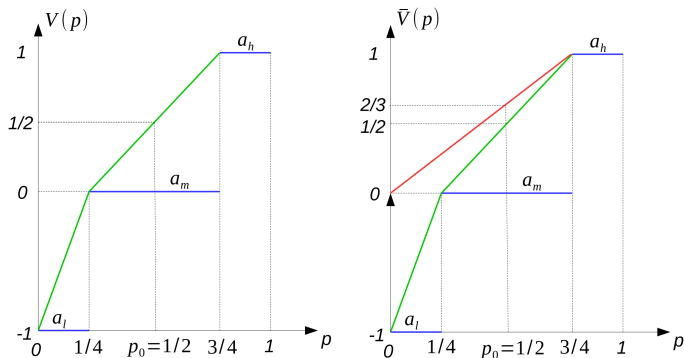 V(p)
1
a_h
1/2
0
a_m
-1
a_l
0
1/4
p_0=1/2
3/4
1
p
V̄(p)
1
a_h
2/3
1/2
0
a_m
-1
a_l
0
1/4
p_0=1/2
3/4
1
p